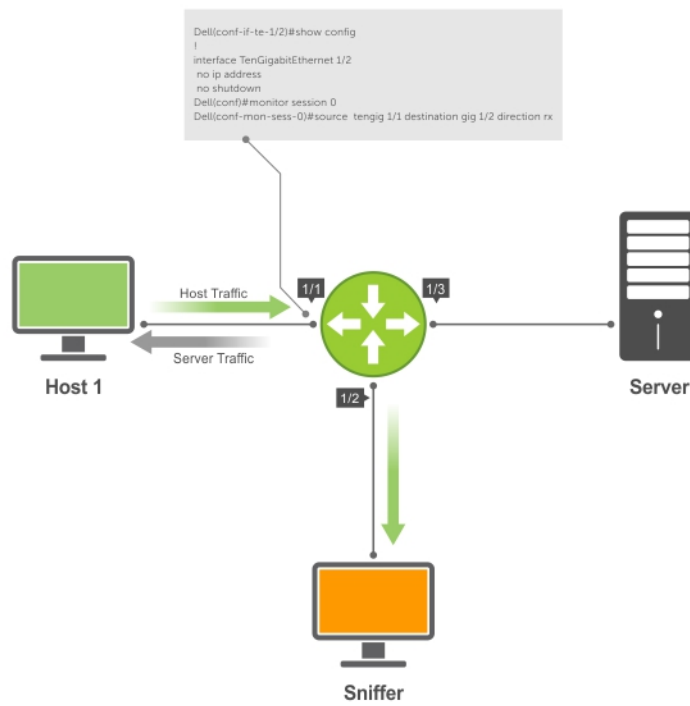 Dell(conf-if-te-1/2)#show config
!
interface TenGigabitEthernet 1/2
no ip address
no shutdown
Dell(conf)#monitor session 0
Dell(conf-mon-sess-0)#source tengig 1/1 destination gig 1/2 direction rx
Host Traffic
1/1
1/3
Server Traffic
Host 1
Server
1/2
Sniffer